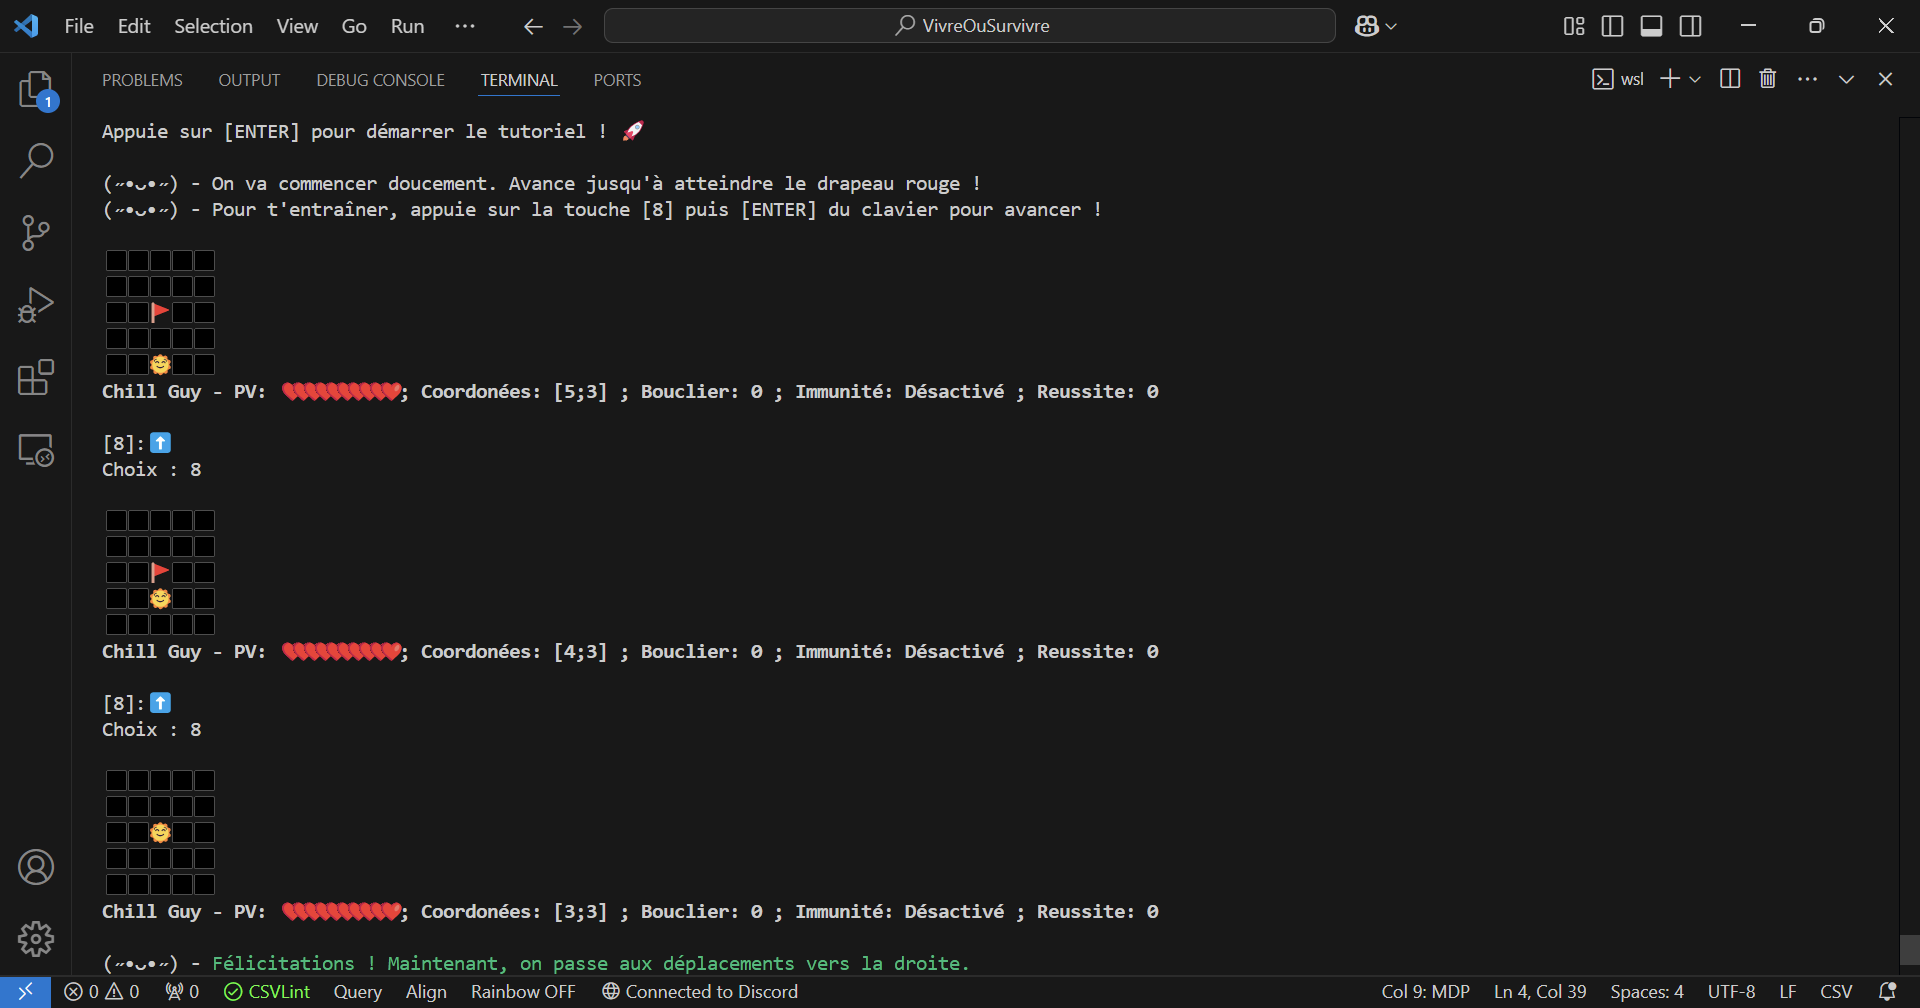 File Edit Selection View Go Run ··· VivreOuSurvivre
PROBLEMS OUTPUT DEBUG CONSOLE TERMINAL PORTS wsl
1
Appuie sur [ENTER] pour démarrer le tutoriel ! 🚀
(˶•ᴗ•˶) - On va commencer doucement. Avance jusqu'à atteindre le drapeau rouge !
(˶•ᴗ•˶) - Pour t'entraîner, appuie sur la touche [8] puis [ENTER] du clavier pour avancer !
Chill Guy - PV: ❤️❤️❤️❤️❤️❤️❤️❤️❤️❤️; Coordonées: [5;3] ; Bouclier: 0 ; Immunité: Désactivé ; Reussite: 0
[8]:⬆️
Choix : 8
Chill Guy - PV: ❤️❤️❤️❤️❤️❤️❤️❤️❤️❤️; Coordonées: [4;3] ; Bouclier: 0 ; Immunité: Désactivé ; Reussite: 0
[8]:⬆️
Choix : 8
Chill Guy - PV: ❤️❤️❤️❤️❤️❤️❤️❤️❤️❤️; Coordonées: [3;3] ; Bouclier: 0 ; Immunité: Désactivé ; Reussite: 0
(˶•ᴗ•˶) - Félicitations ! Maintenant, on passe aux déplacements vers la droite.
0 0 0 CSVLint Query Align Rainbow OFF Connected to Discord Col 9: MDP Ln 4, Col 39 Spaces: 4 UTF-8 LF CSV